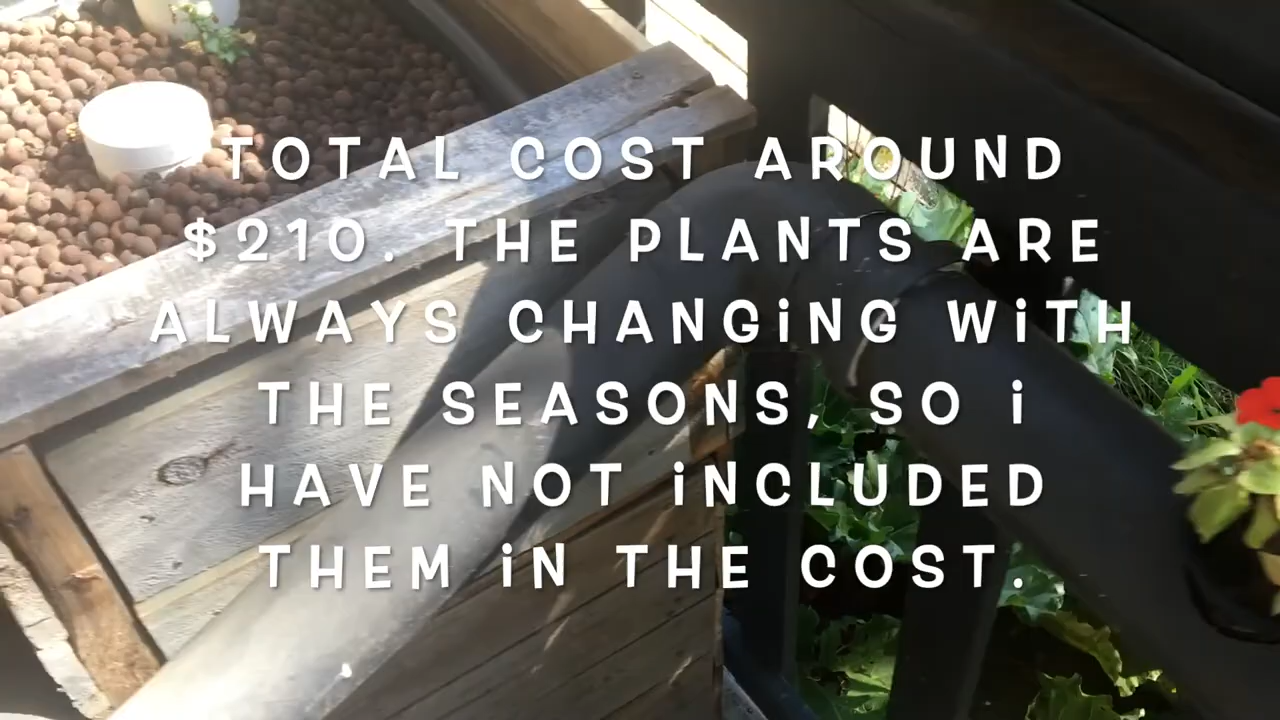 TOTAL COST AROUND
$210. THE PLANTS ARE
ALWAYS CHANGiNG WiTH
THE SEASONS, SO i
HAVE NOT iNCLUDED
THEM iN THE COST.